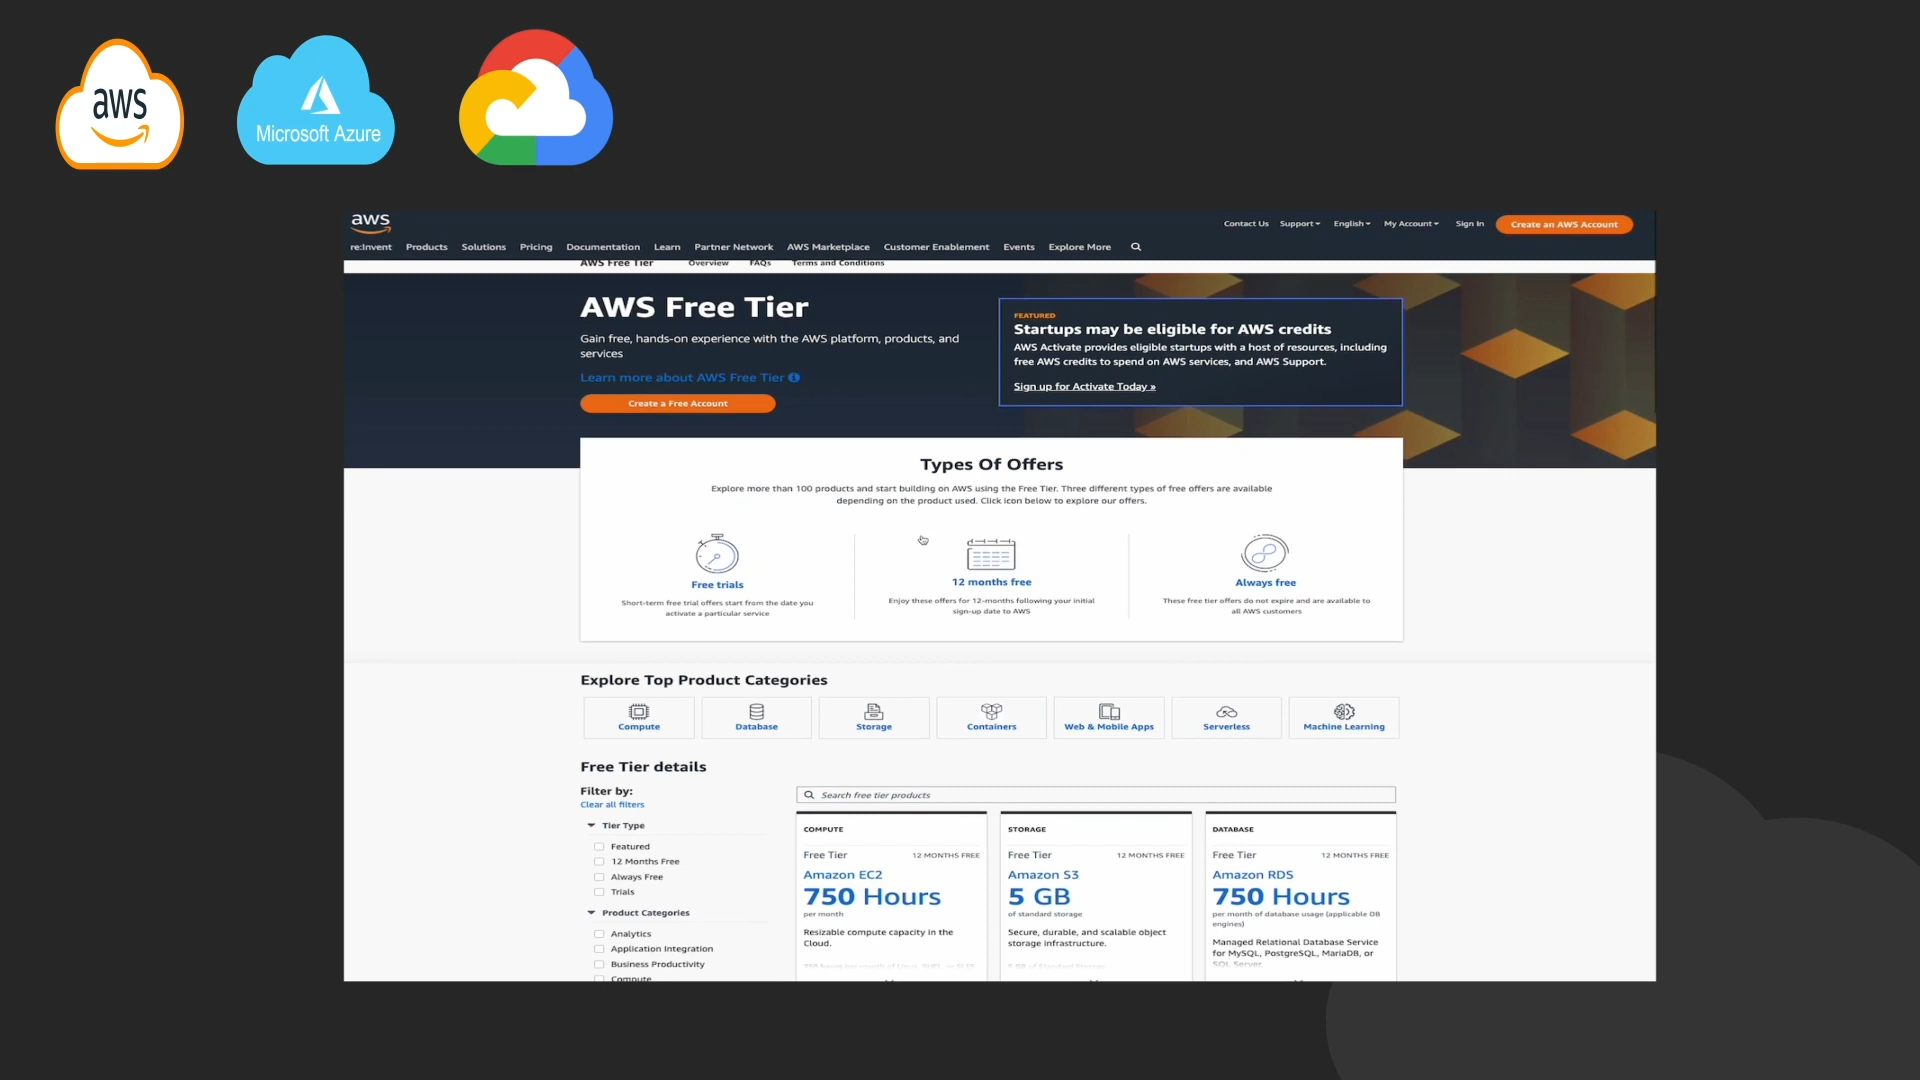 aws
Microsoft Azure
aws
Contact Us Support English My Account Sign In Create an AWS Account
re:Invent Products Solutions Pricing Documentation Learn Partner Network AWS Marketplace Customer Enablement Events Explore More
AWS Free Tier Overview FAQs Terms and Conditions
AWS Free Tier
Gain free, hands-on experience with the AWS platform, products, and
services
Learn more about AWS Free Tier
Create a Free Account
FEATURED
Startups may be eligible for AWS credits
AWS Activate provides eligible startups with a host of resources, including
free AWS credits to spend on AWS services, and AWS Support.
Sign up for Activate Today »
Types Of Offers
Explore more than 100 products and start building on AWS using the Free Tier. Three different types of free offers are available
depending on the product used. Click icon below to explore our offers.
Free trials
Short-term free trial offers start from the date you
activate a particular service
12 months free
Enjoy these offers for 12-months following your initial
sign-up date to AWS
Always free
These free tier offers do not expire and are available to
all AWS customers
Explore Top Product Categories
Compute Database Storage Containers Web & Mobile Apps Serverless Machine Learning
Free Tier details
Filter by:
Clear all filters
Tier Type
Featured
12 Months Free
Always Free
Trials
Product Categories
Analytics
Application Integration
Business Productivity
Compute
Search free tier products
COMPUTE
Free Tier 12 MONTHS FREE
Amazon EC2
750 Hours
per month
Resizable compute capacity in the
Cloud.
STORAGE
Free Tier 12 MONTHS FREE
Amazon S3
5 GB
of standard storage
Secure, durable, and scalable object
storage infrastructure.
5 GB of Standard Storage
DATABASE
Free Tier 12 MONTHS FREE
Amazon RDS
750 Hours
per month of database usage (applicable DB
engines)
Managed Relational Database Service
for MySQL, PostgreSQL, MariaDB, or
SQL Server